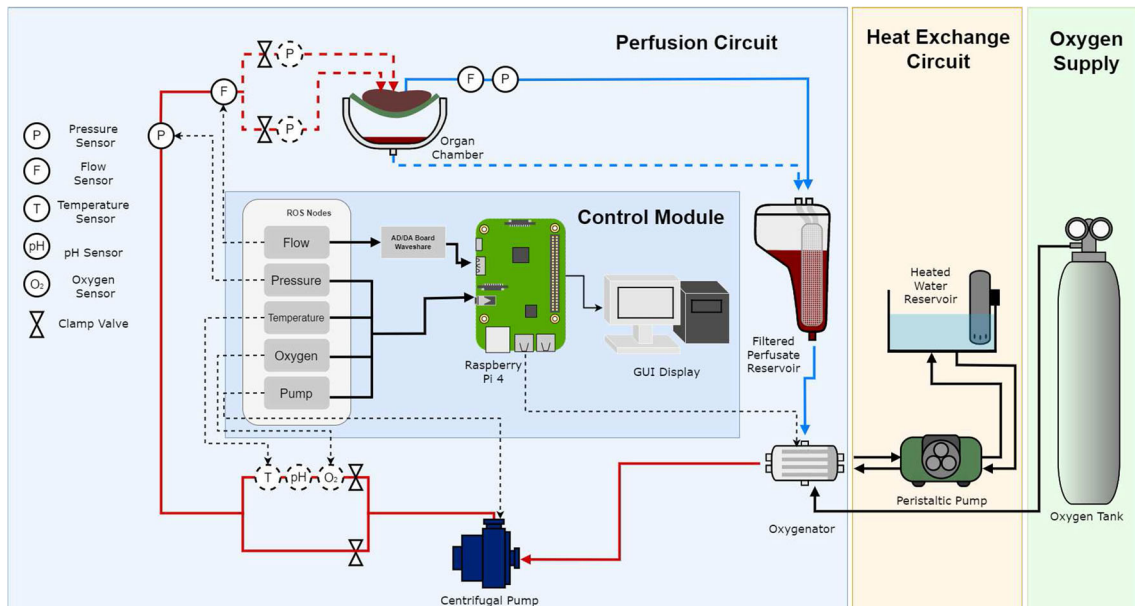 Perfusion Circuit
Heat Exchange
Circuit
Oxygen
Supply
P
Pressure
Sensor
F
Flow
Sensor
T
Temperature
Sensor
pH
pH Sensor
O₂
Oxygen
Sensor
Clamp Valve
P
P
F
P
F
P
Organ
Chamber
ROS Nodes
Flow
Pressure
Temperature
Oxygen
Pump
AD/DA Board
Waveshare
Control Module
Raspberry
Pi 4
GUI Display
Filtered
Perfusate
Reservoir
Heated
Water
Reservoir
T
pH
O₂
Centrifugal Pump
Oxygenator
Peristaltic Pump
Oxygen Tank